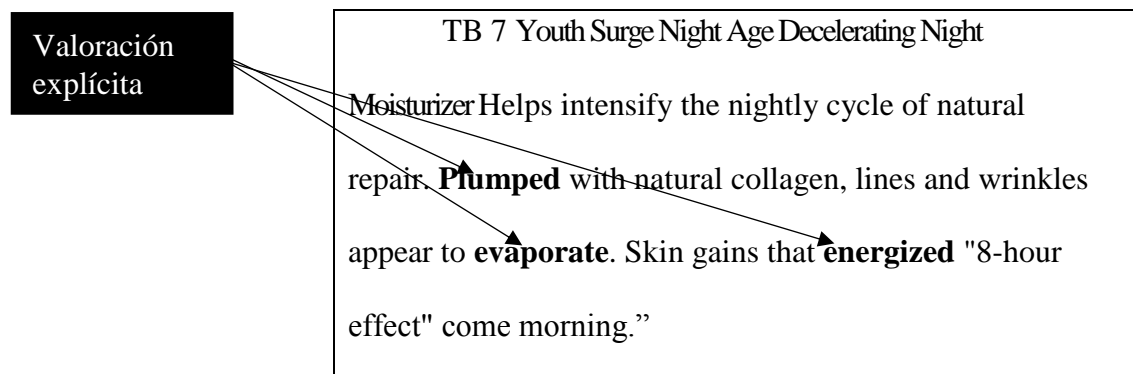 Valoración
explícita
TB 7 Youth Surge Night Age Decelerating Night
Moisturizer Helps intensify the nightly cycle of natural
repair. Plumped with natural collagen, lines and wrinkles
appear to evaporate. Skin gains that energized "8-hour
effect" come morning.”